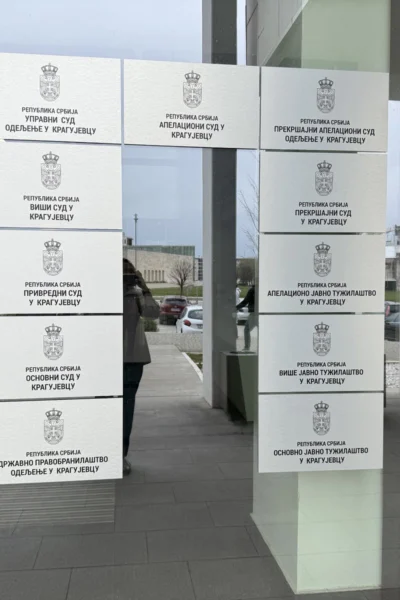 РЕПУБЛИКА СРБИЈА
УПРАВНИ СУД
ОДЕЉЕЊЕ У КРАГУЈЕВЦУ
РЕПУБЛИКА СРБИЈА
ВИШИ СУД У
КРАГУЈЕВЦУ
РЕПУБЛИКА СРБИЈА
ПРИВРЕДНИ СУД
У КРАГУЈЕВЦУ
РЕПУБЛИКА СРБИЈА
ОСНОВНИ СУД У
КРАГУЈЕВЦУ
РЕПУБЛИКА СРБИЈА
ДРЖАВНО ПРАВОБРАНИЛАШТВО
ОДЕЉЕЊЕ У КРАГУЈЕВЦУ
РЕПУБЛИКА СРБИЈА
АПЕЛАЦИОНИ СУД У
КРАГУЈЕВЦУ
РЕПУБЛИКА СРБИЈА
ПРЕКРШАЈНИ АПЕЛАЦИОНИ СУД
ОДЕЉЕЊЕ У КРАГУЈЕВЦУ
РЕПУБЛИКА СРБИЈА
ПРЕКРШАЈНИ СУД
У КРАГУЈЕВЦУ
РЕПУБЛИКА СРБИЈА
АПЕЛАЦИОНО ЈАВНО ТУЖИЛАШТВО
У КРАГУЈЕВЦУ
РЕПУБЛИКА СРБИЈА
ВИШЕ ЈАВНО ТУЖИЛАШТВО
У КРАГУЈЕВЦУ
РЕПУБЛИКА СРБИЈА
ОСНОВНО ЈАВНО ТУЖИЛАШТВО
У КРАГУЈЕВЦУ